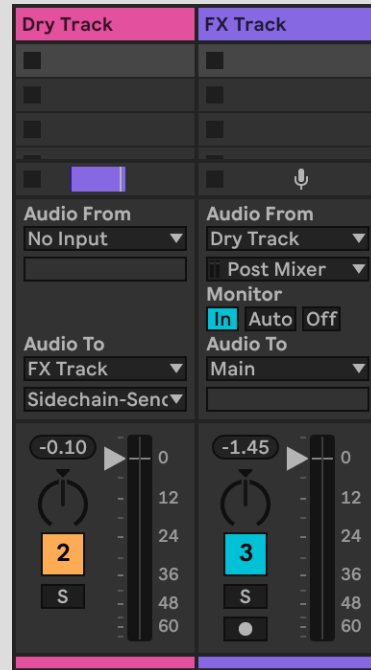 Dry Track
FX Track
Audio From
No Input
Audio To
FX Track
Sidechain-Senc
-0.10
0
12
24
36
48
60
2
S
Audio From
Dry Track
Post Mixer
Monitor
In Auto Off
Audio To
Main
-1.45
0
12
24
36
48
60
3
S